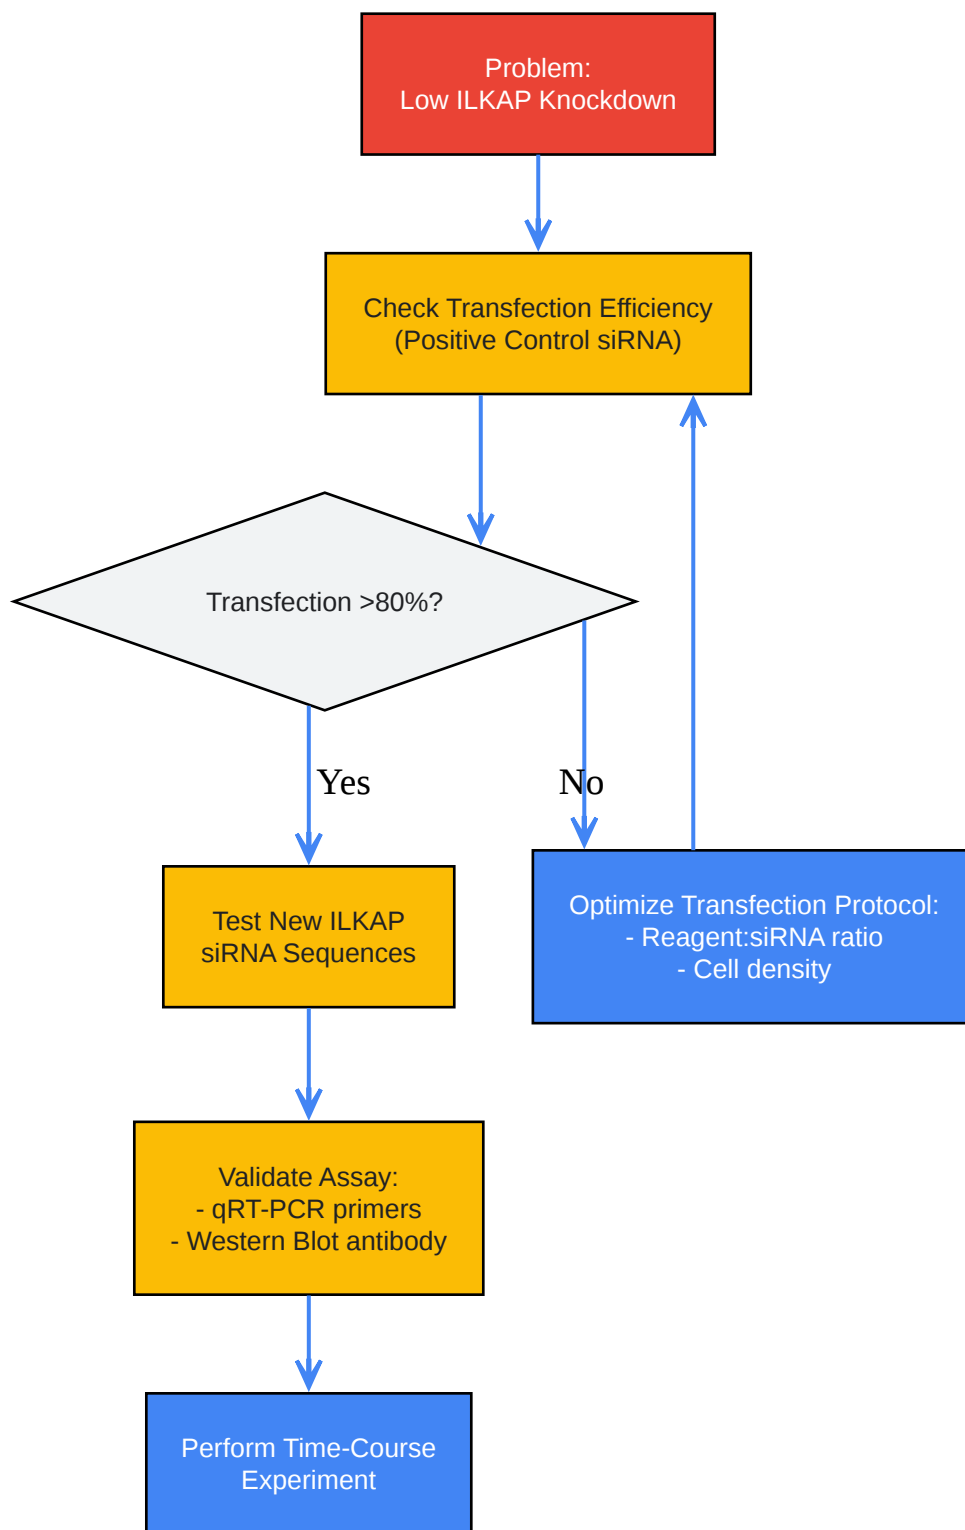 Problem:
Low ILKAP Knockdown
Check Transfection Efficiency
(Positive Control siRNA)
Transfection >80%?
Yes
No
Test New ILKAP
siRNA Sequences
Optimize Transfection Protocol:
- Reagent:siRNA ratio
- Cell density
Validate Assay:
- qRT-PCR primers
- Western Blot antibody
Perform Time-Course
Experiment